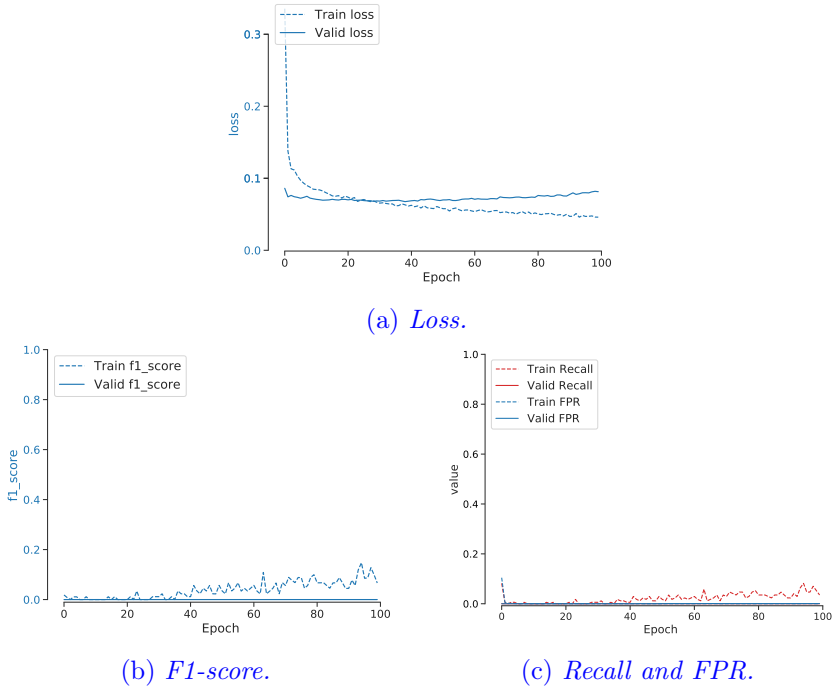 Train loss
Valid loss
0.3
0.2
0.1
0.0
loss
0 20 40 60 80 100
Epoch
(a) Loss.
1.0
0.8
0.6
0.4
0.2
0.0
f1_score
Train f1_score
Valid f1_score
0 20 40 60 80 100
Epoch
(b) F1-score.
1.0
0.8
0.6
0.4
0.2
0.0
value
Train Recall
Valid Recall
Train FPR
Valid FPR
0 20 40 60 80 100
Epoch
(c) Recall and FPR.